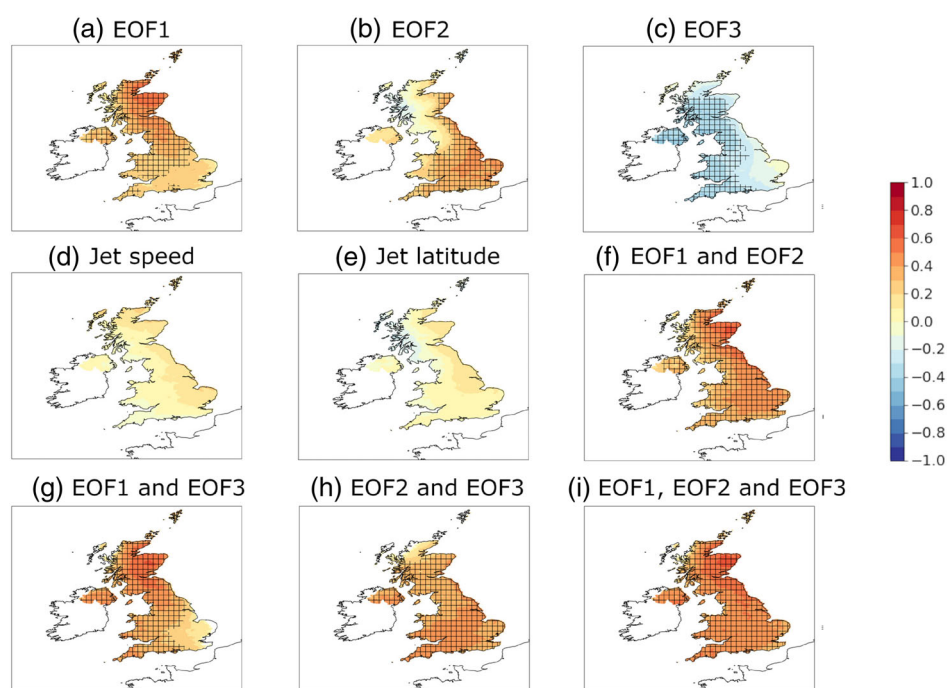 (a) EOF1
(b) EOF2
(c) EOF3
(d) Jet speed
(e) Jet latitude
(f) EOF1 and EOF2
(g) EOF1 and EOF3
(h) EOF2 and EOF3
(i) EOF1, EOF2 and EOF3
1.0
0.8
0.6
0.4
0.2
0.0
−0.2
−0.4
−0.6
−0.8
−1.0